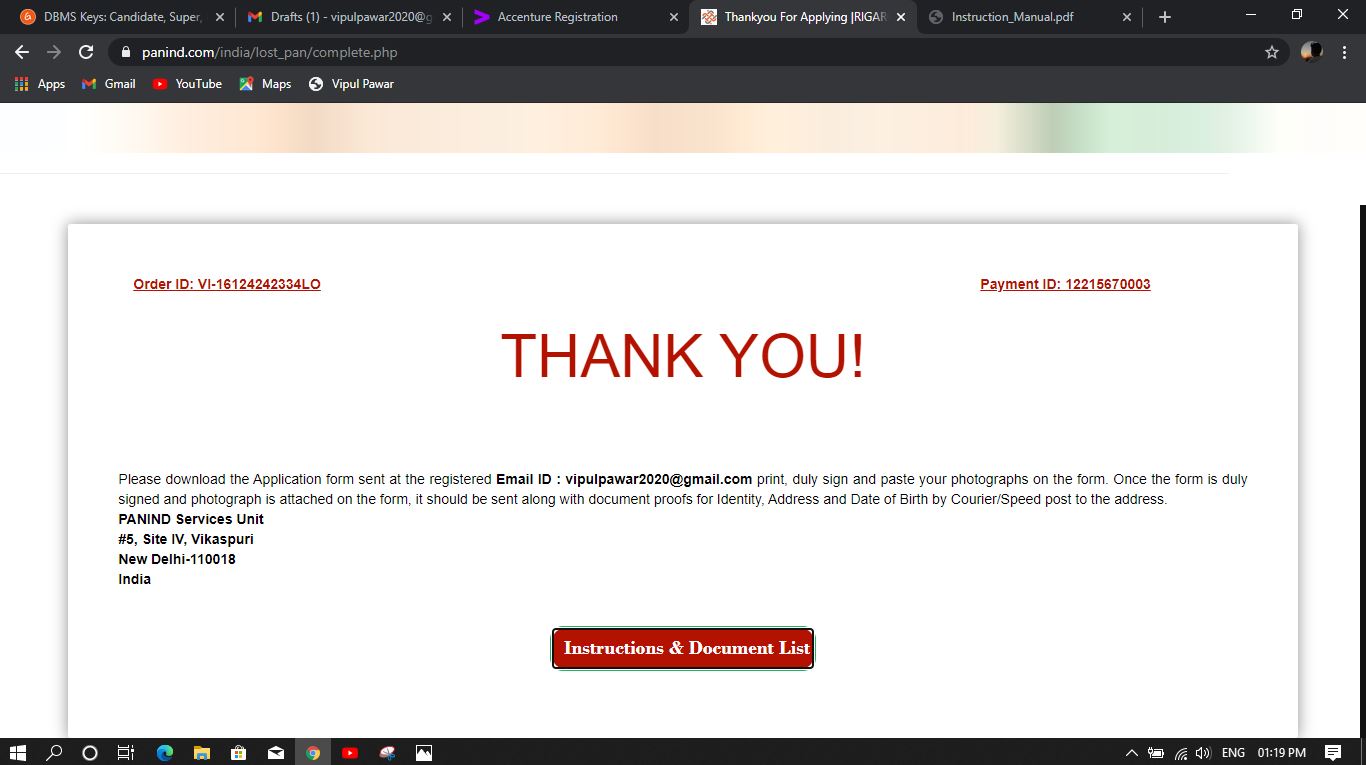 DBMS Keys: Candidate, Super,
Drafts (1) - vipulpawar2020@g
Accenture Registration
Thankyou For Applying |RIGAR
Instruction_Manual.pdf
panind.com/india/lost_pan/complete.php
Apps
Gmail
YouTube
Maps
Vipul Pawar
Order ID: VI-16124242334LO
Payment ID: 12215670003
THANK YOU!
Please download the Application form sent at the registered Email ID : vipulpawar2020@gmail.com print, duly sign and paste your photographs on the form. Once the form is duly
signed and photograph is attached on the form, it should be sent along with document proofs for Identity, Address and Date of Birth by Courier/Speed post to the address.
PANIND Services Unit
#5, Site IV, Vikaspuri
New Delhi-110018
India
Instructions & Document List
ENG
01:19 PM